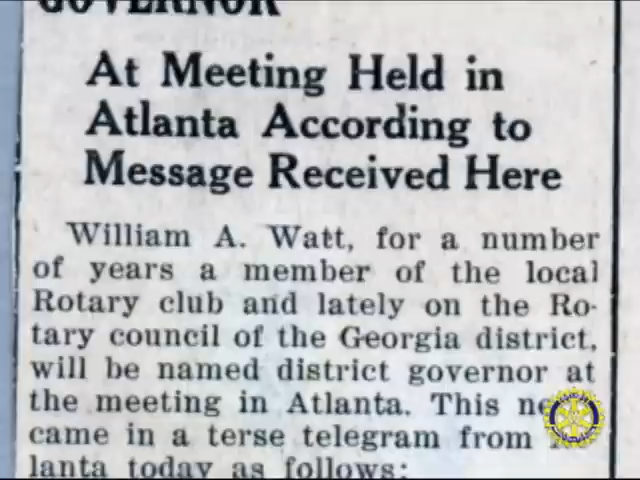 GOVERNOR
At Meeting Held in
Atlanta According to
Message Received Here
William A. Watt, for a number
of years a member of the local
Rotary club and lately on the Ro-
tary council of the Georgia district,
will be named district governor at
the meeting in Atlanta. This
came in a terse telegram from
lanta today as follows: